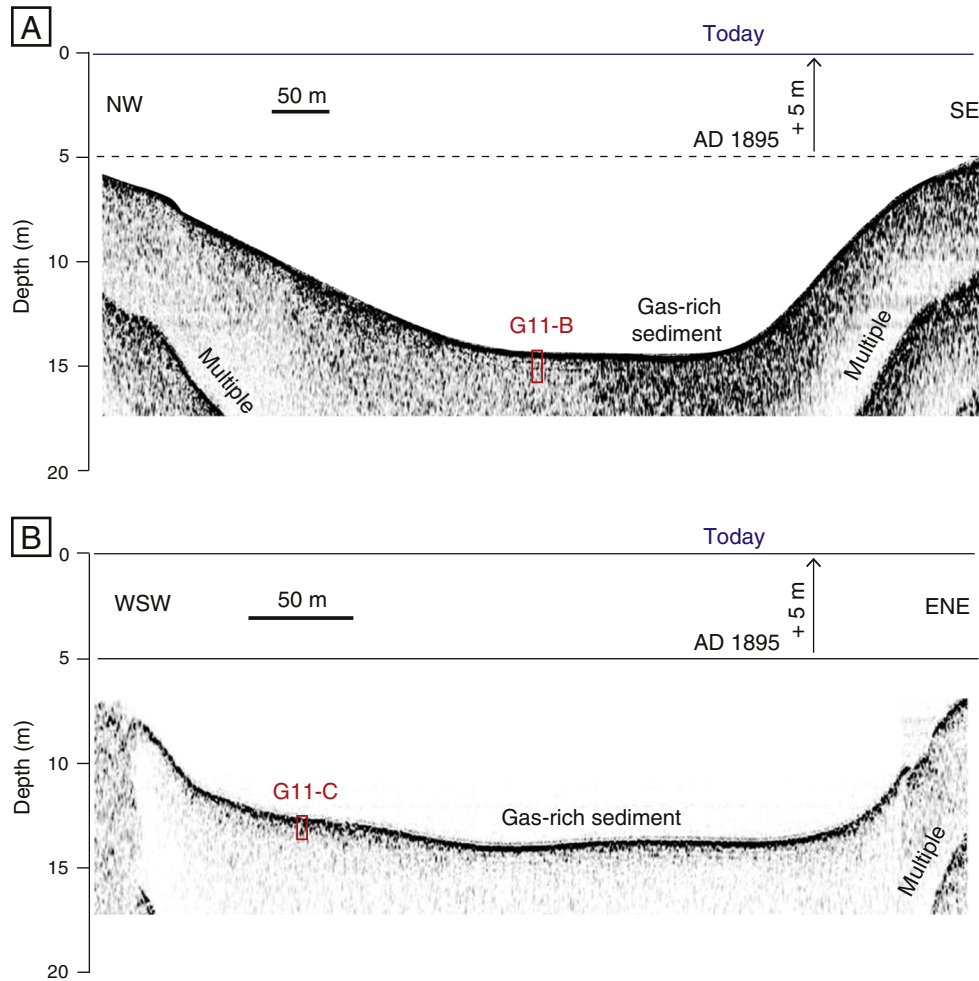 A
0
Today
50 m
NW
SE
+ 5 m
AD 1895
5
Depth (m)
10
Gas-rich
sediment
G11-B
15
Multiple
Multiple
20
B
0
Today
50 m
WSW
ENE
+ 5 m
AD 1895
5
Depth (m)
10
G11-C
Gas-rich sediment
15
Multiple
20